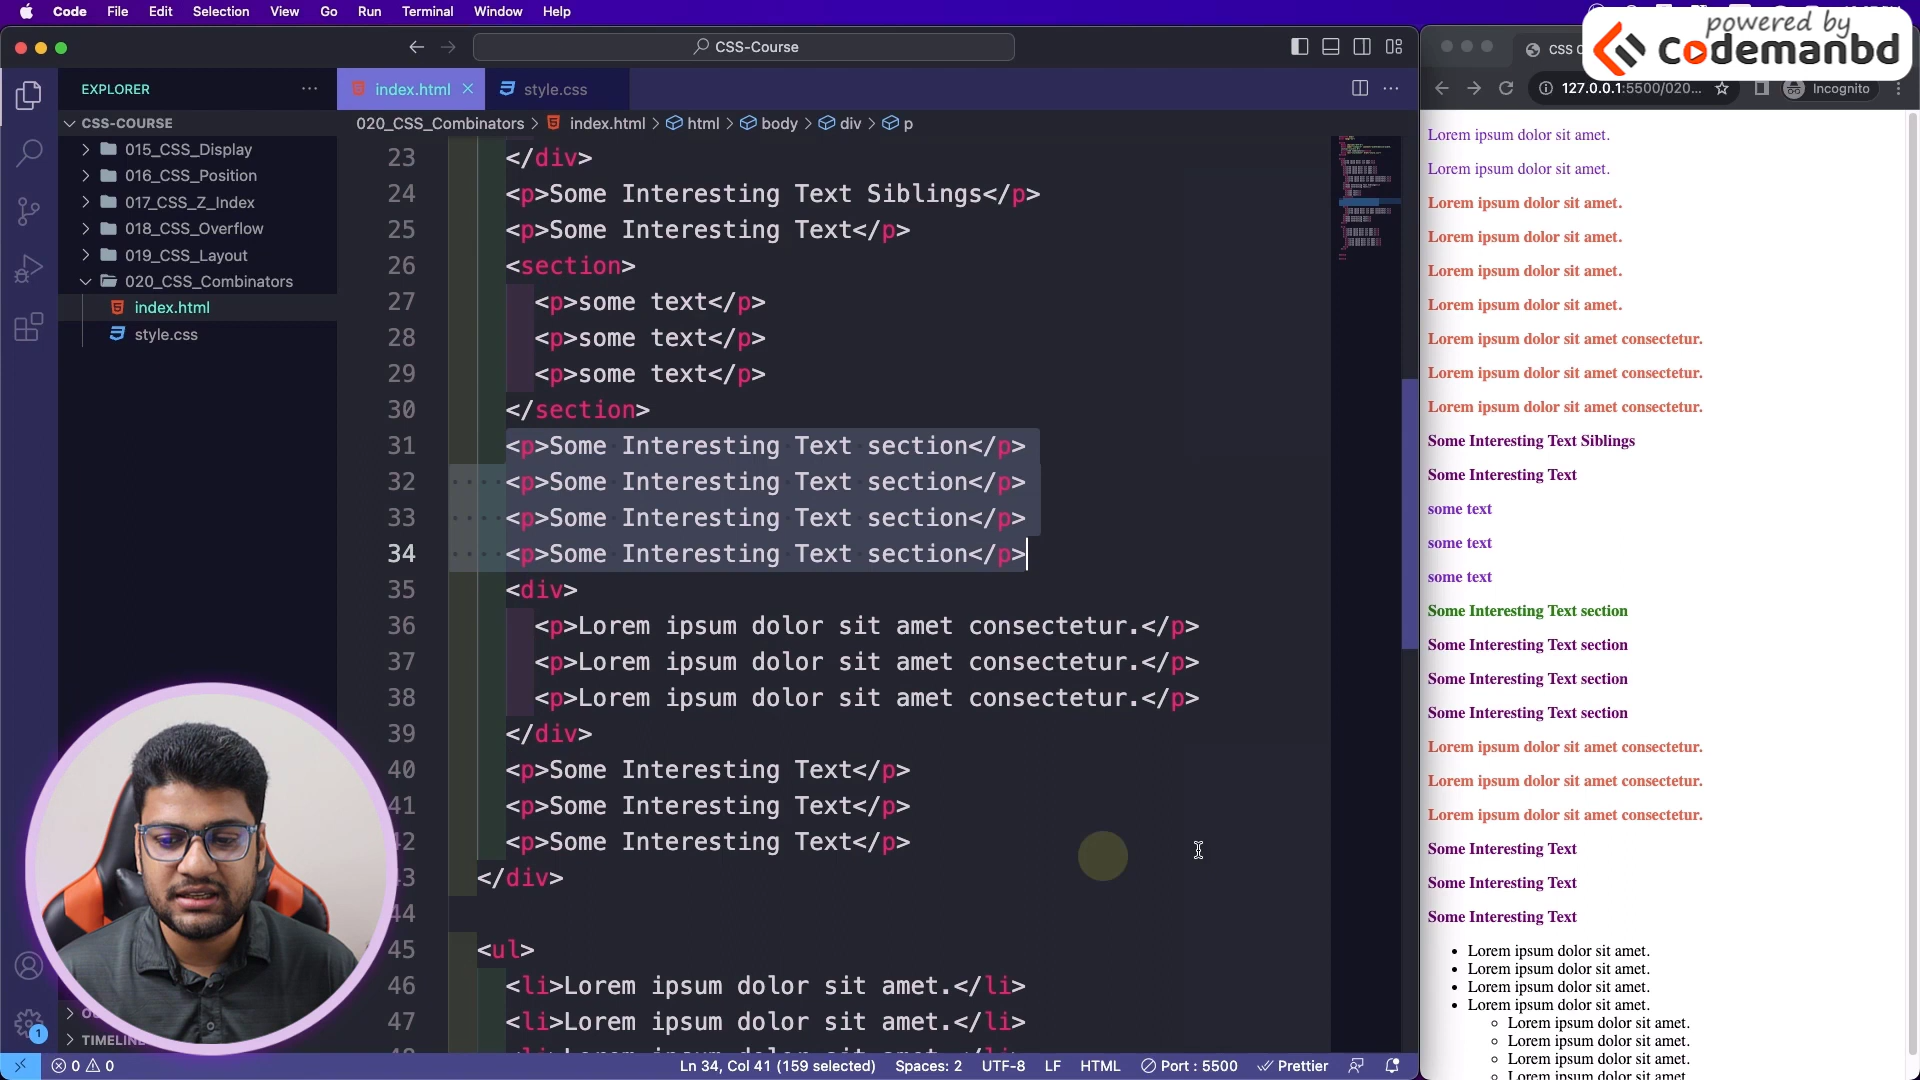 Code File Edit Selection View Go Run Terminal Window Help
powered by
Codemanbd
CSS-Course
EXPLORER
index.html
style.css
127.0.0.1:5500/020...
Incognito
CSS-COURSE
020_CSS_Combinators > index.html > html > body > div > p
015_CSS_Display
016_CSS_Position
017_CSS_Z_Index
018_CSS_Overflow
019_CSS_Layout
020_CSS_Combinators
index.html
style.css
23 </div>
24 <p>Some Interesting Text Siblings</p>
25 <p>Some Interesting Text</p>
26 <section>
27 <p>some text</p>
28 <p>some text</p>
29 <p>some text</p>
30 </section>
31 <p>Some Interesting Text section</p>
32 <p>Some Interesting Text section</p>
33 <p>Some Interesting Text section</p>
34 <p>Some Interesting Text section</p>
35 <div>
36 <p>Lorem ipsum dolor sit amet consectetur.</p>
37 <p>Lorem ipsum dolor sit amet consectetur.</p>
38 <p>Lorem ipsum dolor sit amet consectetur.</p>
39 </div>
40 <p>Some Interesting Text</p>
41 <p>Some Interesting Text</p>
42 <p>Some Interesting Text</p>
43 </div>
44
45 <ul>
46 <li>Lorem ipsum dolor sit amet.</li>
47 <li>Lorem ipsum dolor sit amet.</li>
Lorem ipsum dolor sit amet.
Lorem ipsum dolor sit amet.
Lorem ipsum dolor sit amet.
Lorem ipsum dolor sit amet.
Lorem ipsum dolor sit amet.
Lorem ipsum dolor sit amet.
Lorem ipsum dolor sit amet consectetur.
Lorem ipsum dolor sit amet consectetur.
Lorem ipsum dolor sit amet consectetur.
Some Interesting Text Siblings
Some Interesting Text
some text
some text
some text
Some Interesting Text section
Some Interesting Text section
Some Interesting Text section
Some Interesting Text section
Lorem ipsum dolor sit amet consectetur.
Lorem ipsum dolor sit amet consectetur.
Lorem ipsum dolor sit amet consectetur.
Some Interesting Text
Some Interesting Text
Some Interesting Text
Lorem ipsum dolor sit amet.
Lorem ipsum dolor sit amet.
Lorem ipsum dolor sit amet.
Lorem ipsum dolor sit amet.
Lorem ipsum dolor sit amet.
Lorem ipsum dolor sit amet.
Lorem ipsum dolor sit amet.
Lorem ipsum dolor sit amet.
1
0 0 Ln 34, Col 41 (159 selected) Spaces: 2 UTF-8 LF HTML Port : 5500 Prettier